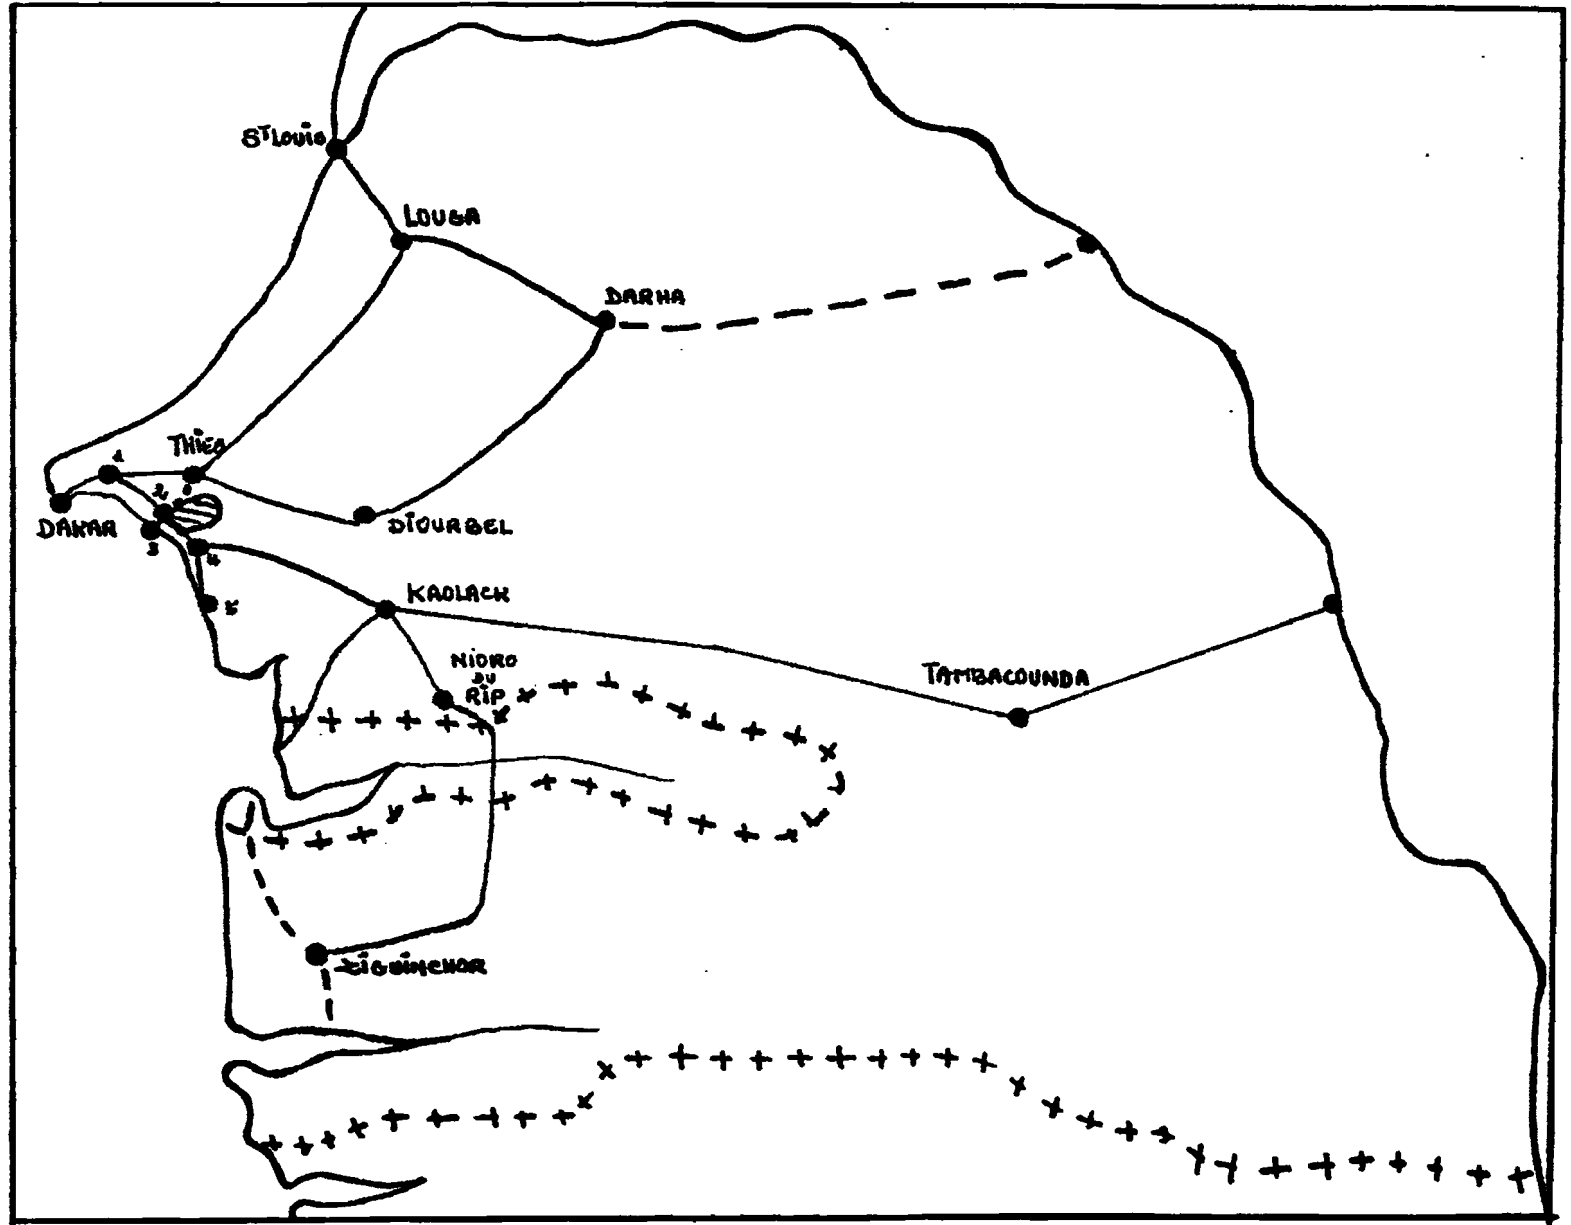 ST LOUIS
LOUGA
DARHA
THIES
1
2
DAKAR
3
DIOURBEL
4
5
KAOLACK
NIORO
DU
RIP
TAMBACOUNDA
ZIGUINCHOR